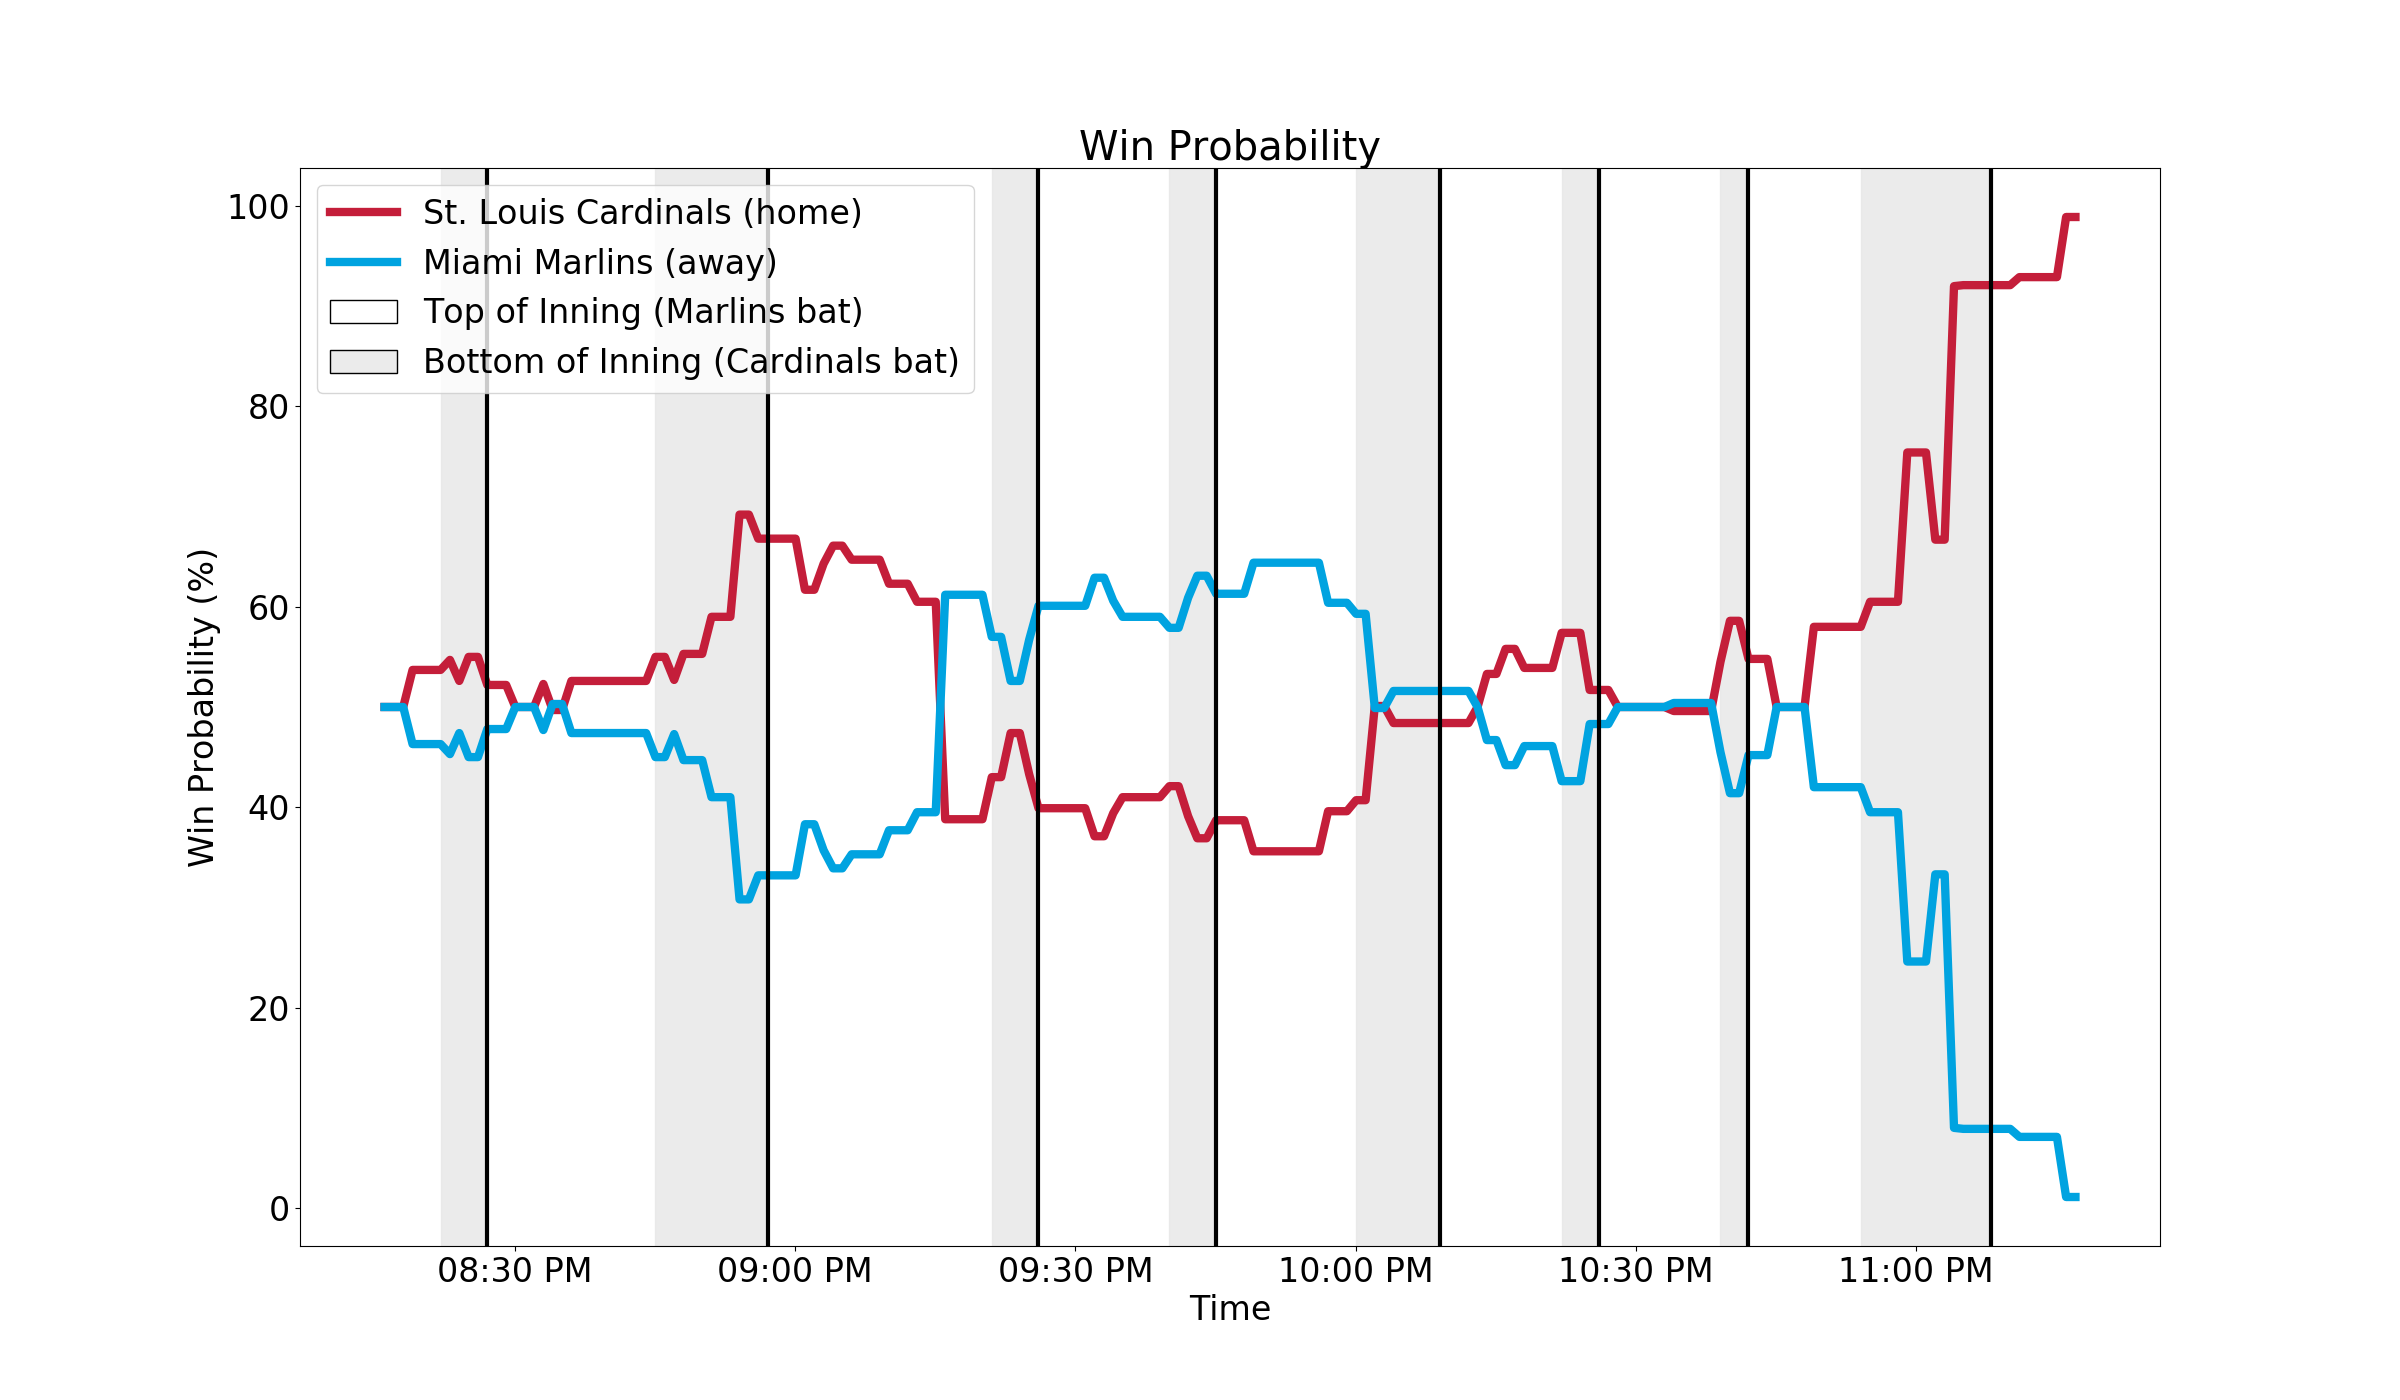 Win Probability
St. Louis Cardinals (home)
Miami Marlins (away)
Top of Inning (Marlins bat)
Bottom of Inning (Cardinals bat)
100
80
60
40
20
0
Win Probability (%)
08:30 PM 09:00 PM 09:30 PM 10:00 PM 10:30 PM 11:00 PM
Time